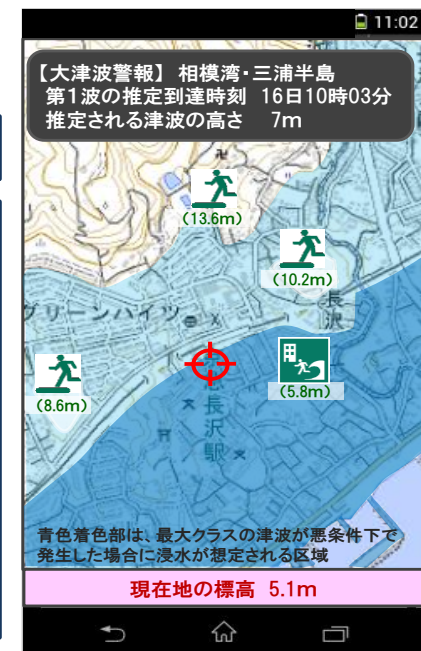 11:02
【大津波警報】 相模湾・三浦半島
第1波の推定到達時刻 16日10時03分
推定される津波の高さ 7m
(13.6m)
(10.2m)
長沢
グリーンハイツ
(5.8m)
(8.6m)
長沢駅
青色着色部は、最大クラスの津波が悪条件下で
発生した場合に浸水が想定される区域
現在地の標高 5.1m